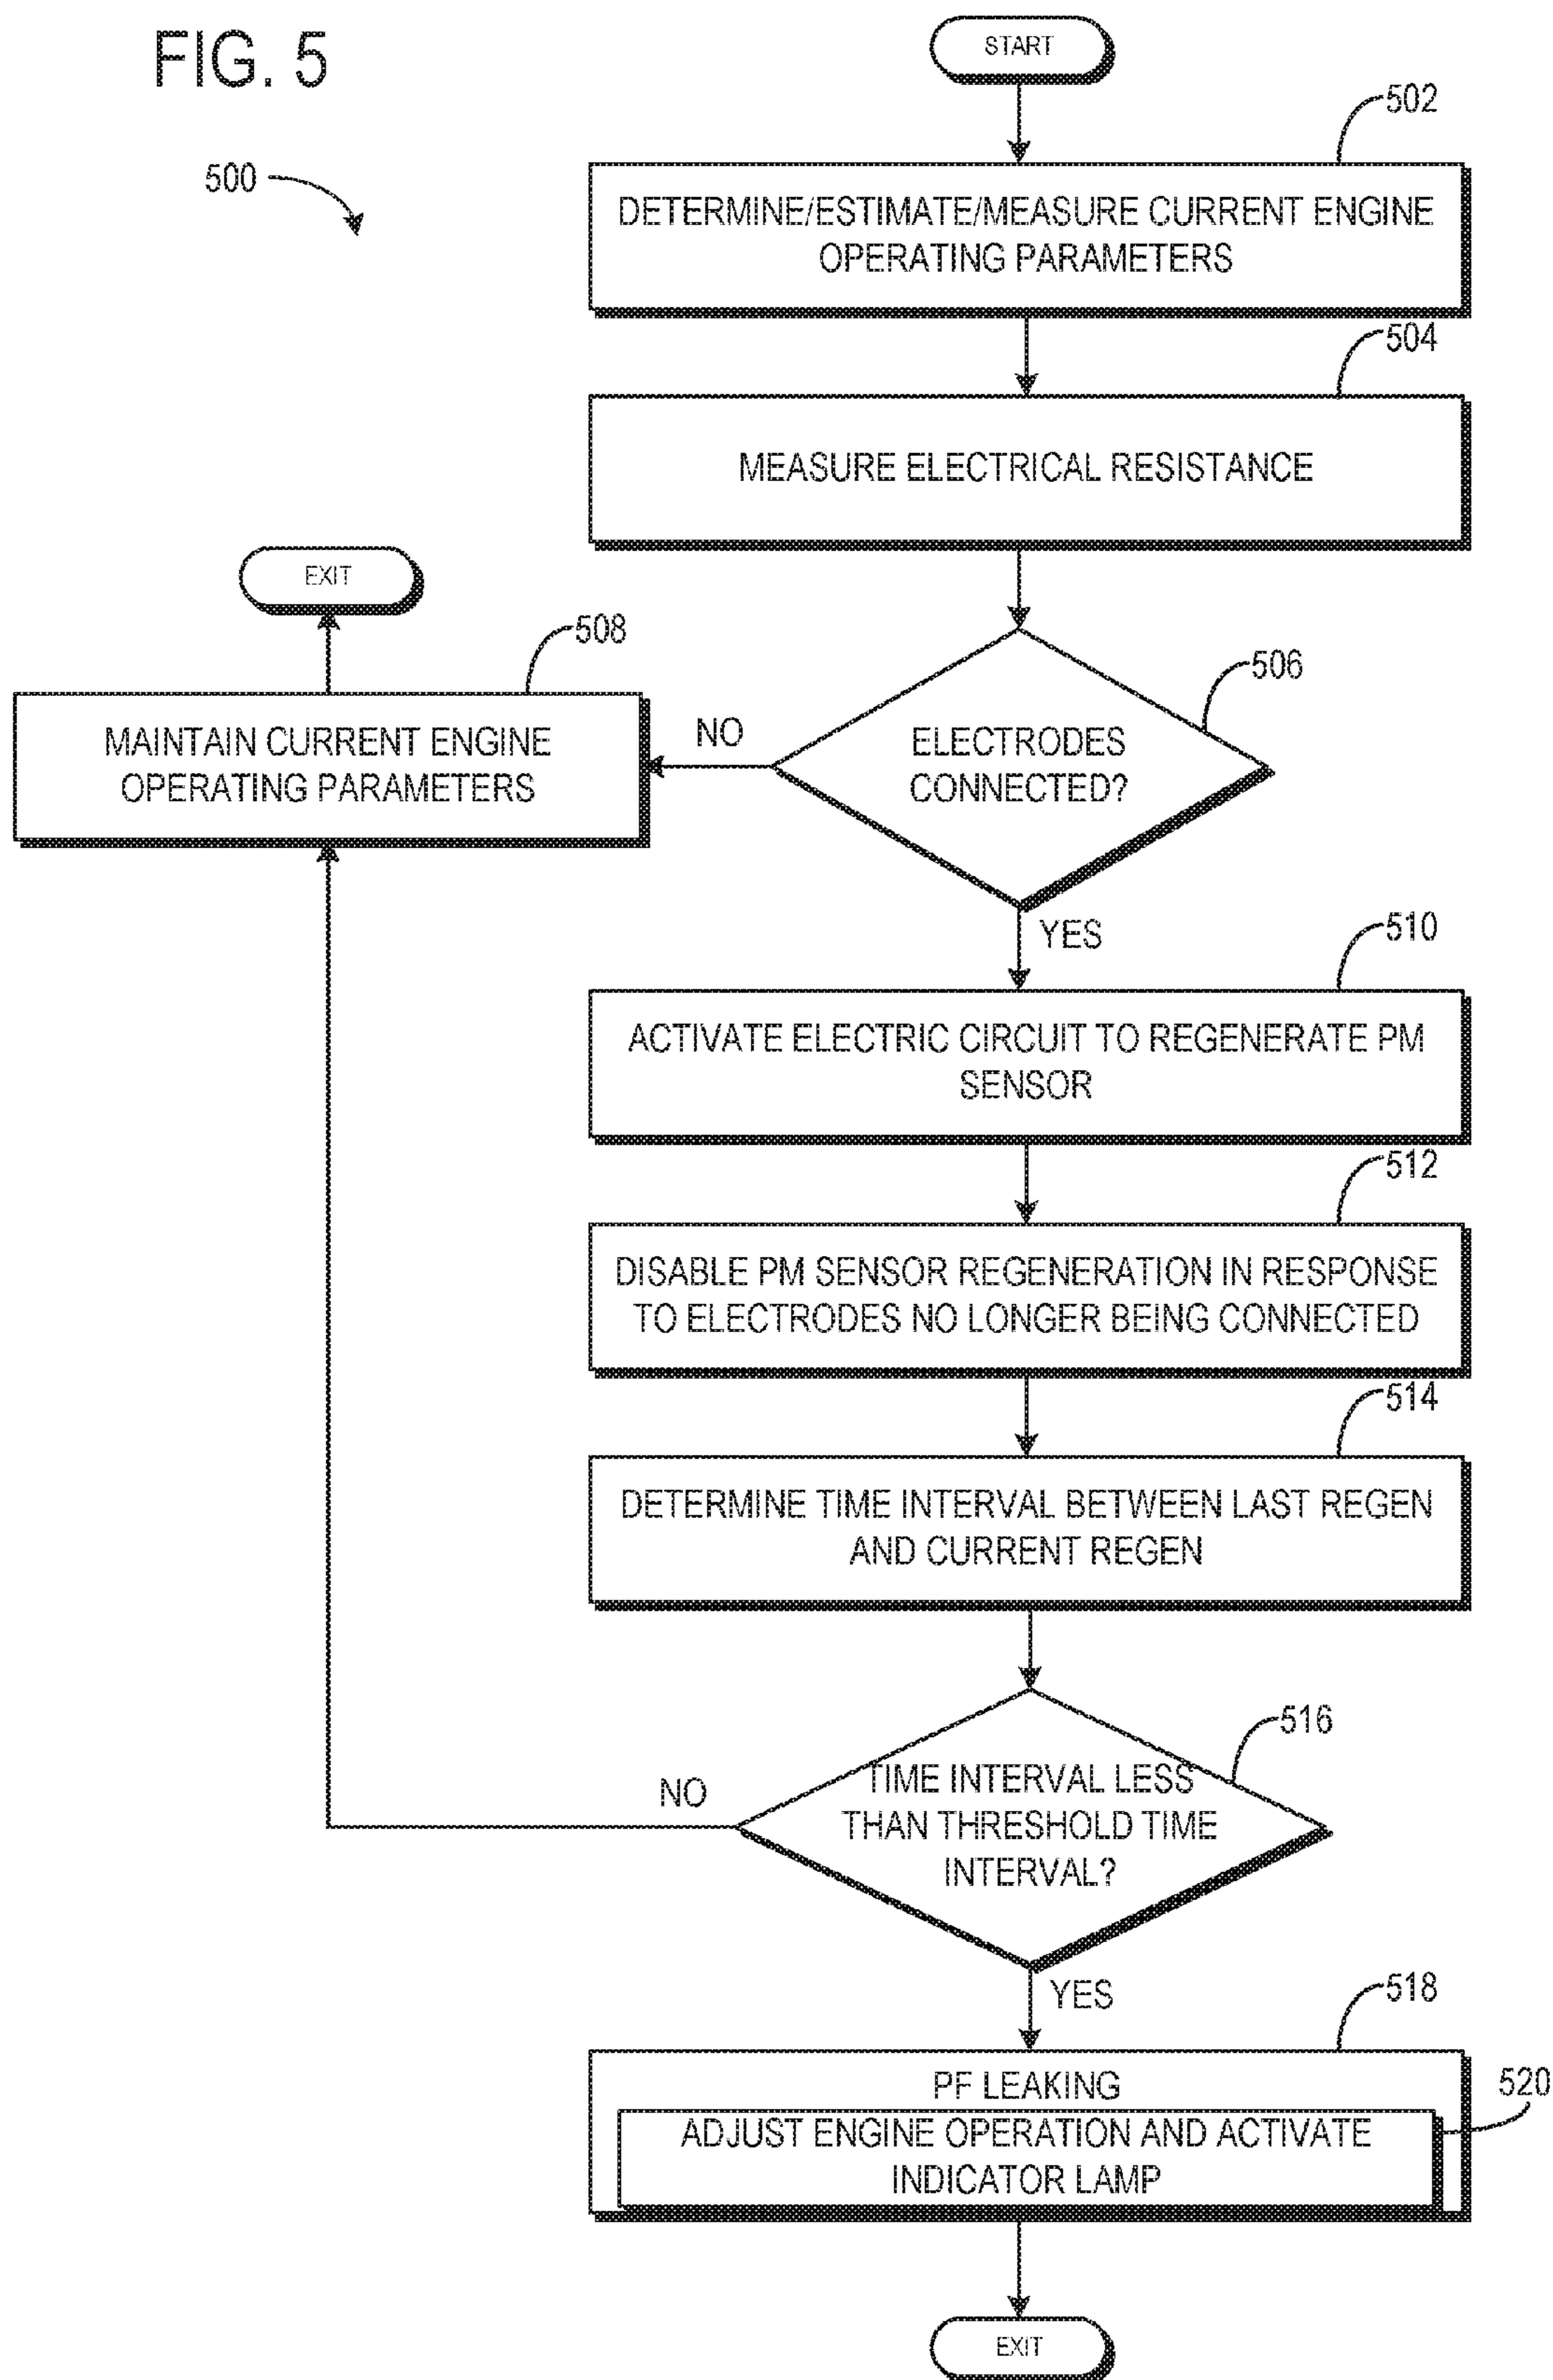 FIG. 5
START
500
502
DETERMINE/ESTIMATE/MEASURE CURRENT ENGINE
OPERATING PARAMETERS
504
MEASURE ELECTRICAL RESISTANCE
EXIT
508
MAINTAIN CURRENT ENGINE
OPERATING PARAMETERS
NO
506
ELECTRODES
CONNECTED?
YES
510
ACTIVATE ELECTRIC CIRCUIT TO REGENERATE PM
SENSOR
512
DISABLE PM SENSOR REGENERATION IN RESPONSE
TO ELECTRODES NO LONGER BEING CONNECTED
514
DETERMINE TIME INTERVAL BETWEEN LAST REGEN
AND CURRENT REGEN
516
NO
TIME INTERVAL LESS
THAN THRESHOLD TIME
INTERVAL?
YES
518
PF LEAKING
520
ADJUST ENGINE OPERATION AND ACTIVATE
INDICATOR LAMP
EXIT